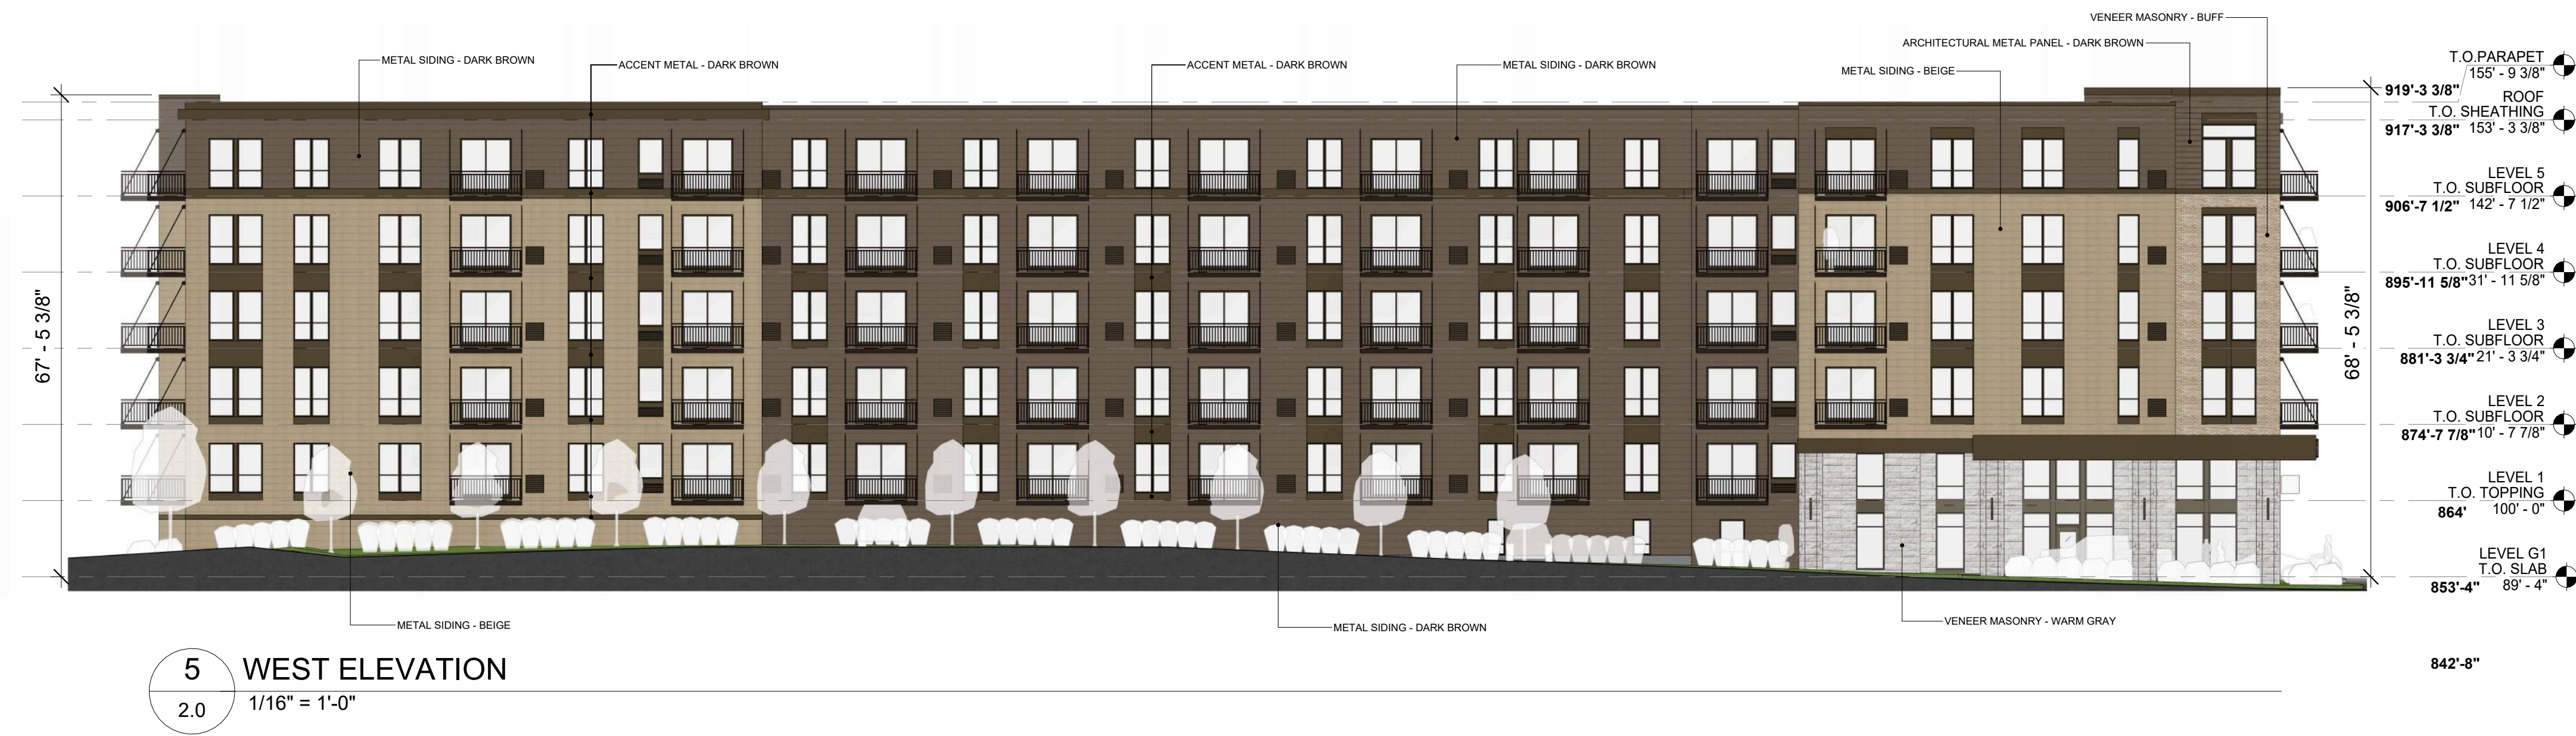 VENEER MASONRY - BUFF
ARCHITECTURAL METAL PANEL - DARK BROWN
METAL SIDING - DARK BROWN
ACCENT METAL - DARK BROWN
ACCENT METAL - DARK BROWN
METAL SIDING - DARK BROWN
METAL SIDING - BEIGE
T.O.PARAPET
155' - 9 3/8"
919'-3 3/8"
ROOF
T.O. SHEATHING
917'-3 3/8" 153' - 3 3/8"
LEVEL 5
T.O. SUBFLOOR
906'-7 1/2" 142' - 7 1/2"
LEVEL 4
T.O. SUBFLOOR
895'-11 5/8" 31' - 11 5/8"
LEVEL 3
T.O. SUBFLOOR
881'-3 3/4" 21' - 3 3/4"
LEVEL 2
T.O. SUBFLOOR
874'-7 7/8" 10' - 7 7/8"
LEVEL 1
T.O. TOPPING
864' 100' - 0"
LEVEL G1
T.O. SLAB
853'-4" 89' - 4"
842'-8"
67' - 5 3/8"
68' - 5 3/8"
METAL SIDING - BEIGE
METAL SIDING - DARK BROWN
VENEER MASONRY - WARM GRAY
5 WEST ELEVATION
2.0 1/16" = 1'-0"